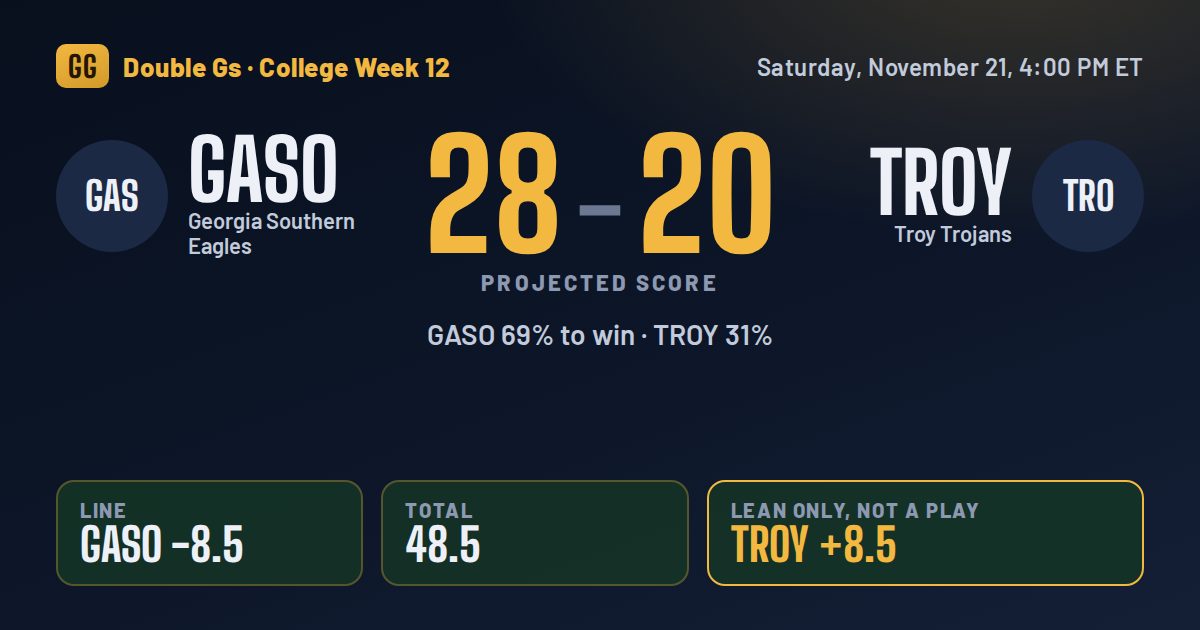 GG
Double Gs · College Week 12
Saturday, November 21, 4:00 PM ET
GAS
GASO
Georgia Southern
Eagles
28 – 20
PROJECTED SCORE
GASO 69% to win · TROY 31%
TROY
Troy Trojans
TRO
LINE
GASO −8.5
TOTAL
48.5
LEAN ONLY, NOT A PLAY
TROY +8.5